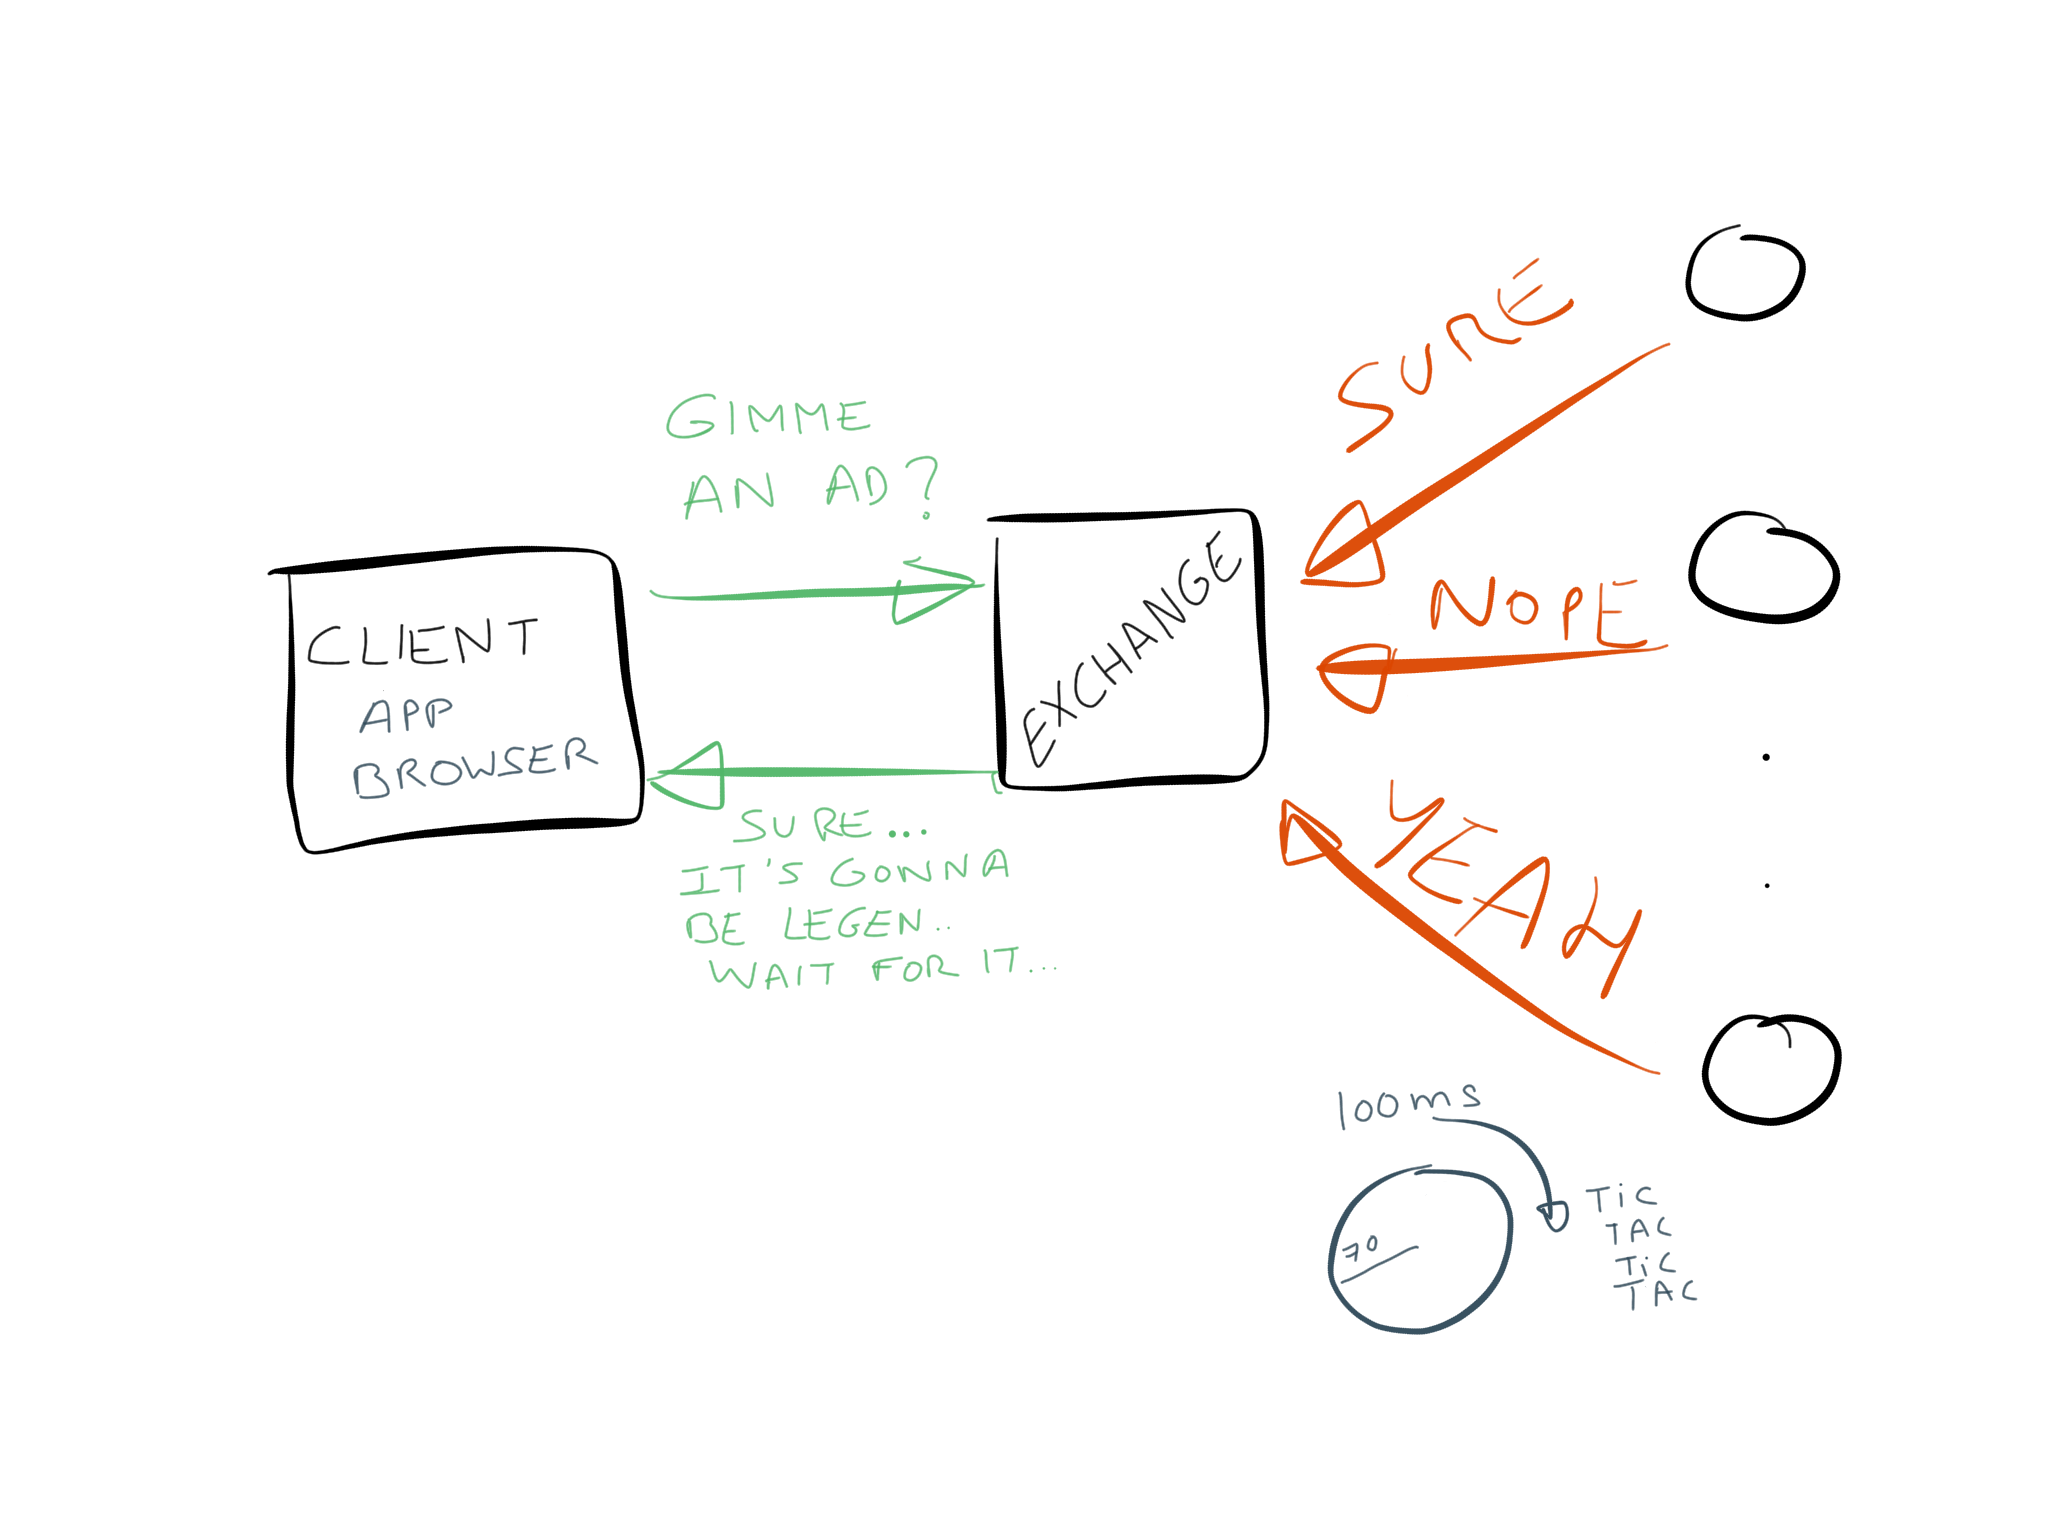 GIMME
AN AD?
CLIENT
APP
BROWSER
EXCHANGE
SURE...
IT'S GONNA
BE LEGEN..
WAIT FOR IT...
SURE
NOPE
YEAH
100ms
70
TiC
TAC
TiC
TAC